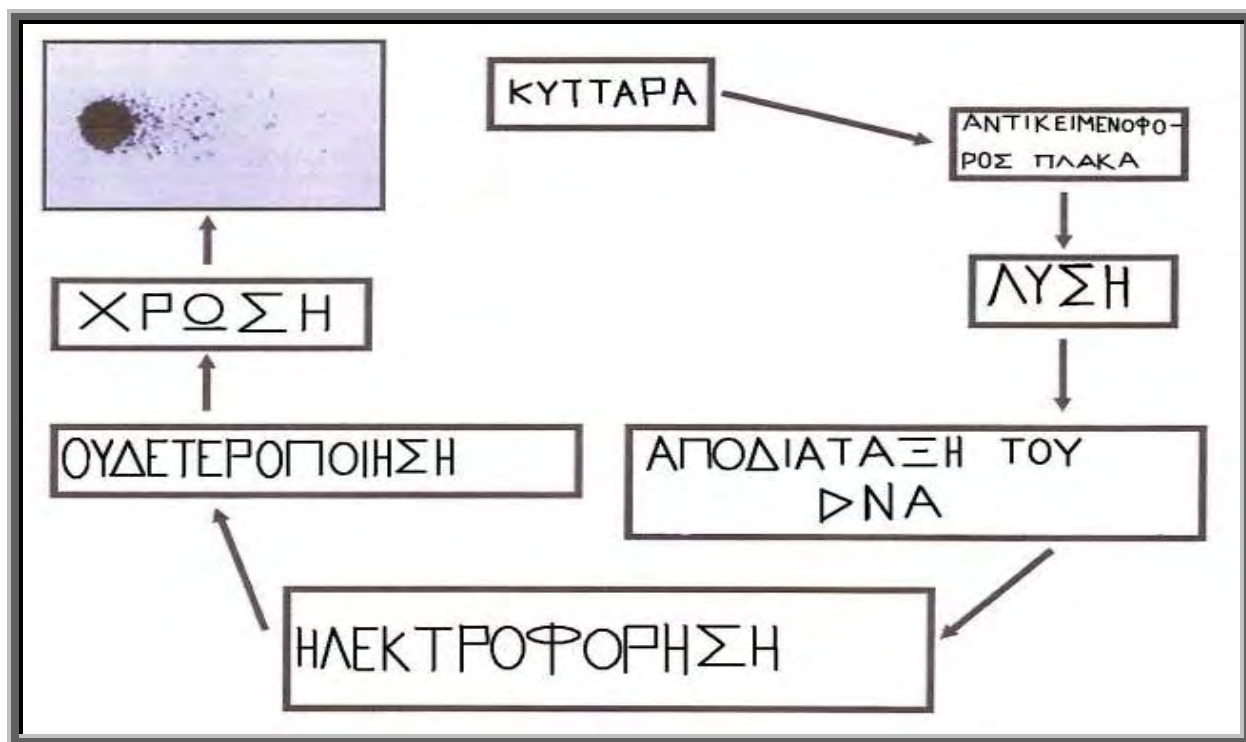 ΚΥΤΤΑΡΑ
ΑΝΤΙΚΕΙΜΕΝΟΦΟ-
ΡΟΣ ΠΛΑΚΑ
ΛΥΣΗ
ΑΠΟΔΙΑΤΑΞΗ ΤΟΥ
DNA
ΗΛΕΚΤΡΟΦΟΡΗΣΗ
ΟΥΔΕΤΕΡΟΠΟΙΗΣΗ
ΧΡΩΣΗ